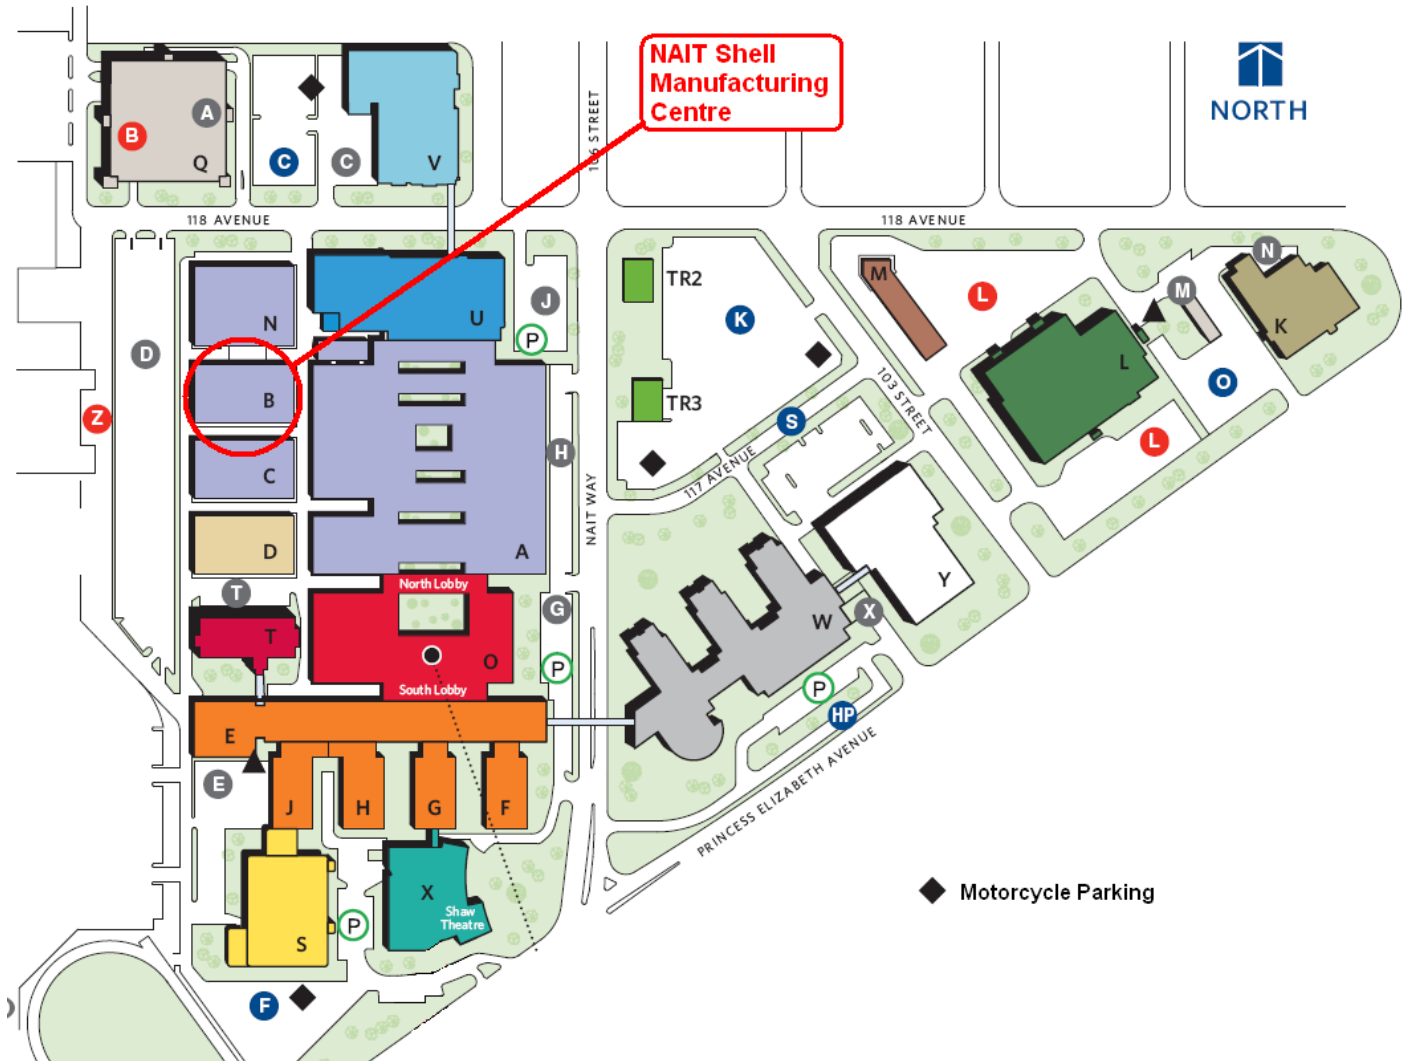 NAIT Shell
Manufacturing
Centre
NORTH
106 STREET
A
B
Q
C
C
V
118 AVENUE
118 AVENUE
N
M
L
N
M
TR2
J
U
K
K
P
D
B
L
O
Z
TR3
103 STREET
S
L
C
H
117 AVENUE
NAIT WAY
D
A
North Lobby
Y
T
G
X
T
W
O
P
South Lobby
P
HP
E
PRINCESS ELIZABETH AVENUE
E
J
H
G
F
X
Shaw
Theatre
Motorcycle Parking
P
S
F